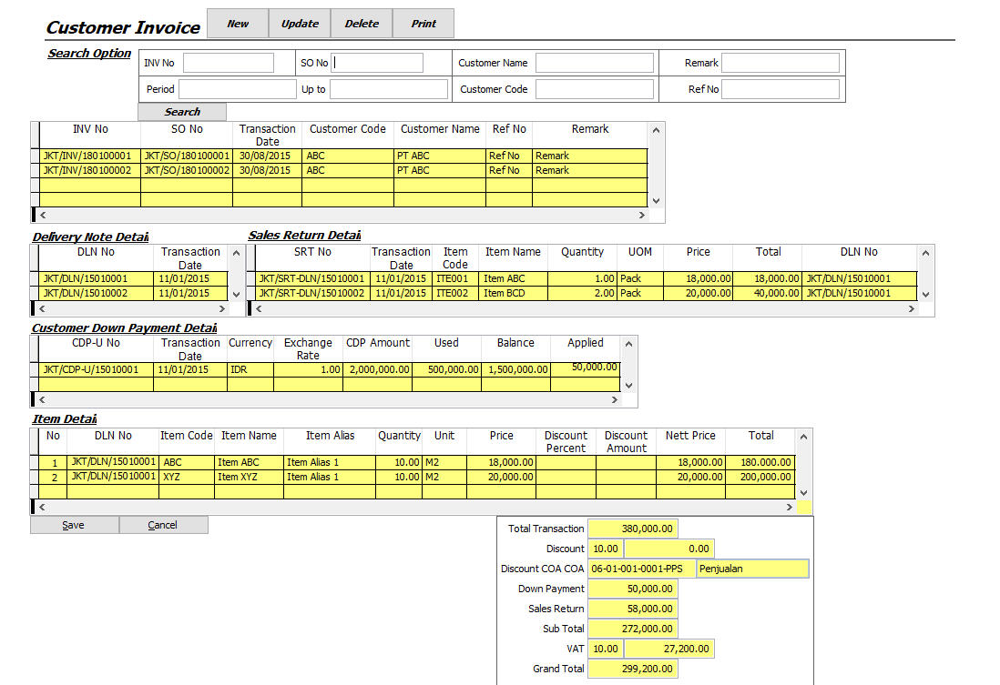 Customer Invoice New Update Delete Print
Search Option
INV No SO No Customer Name Remark
Period Up to Customer Code Ref No
Search
INV No SO No Transaction Date Customer Code Customer Name Ref No Remark
JKT/INV/180100001 JKT/SO/180100001 30/08/2015 ABC PT ABC Ref No Remark
JKT/INV/180100002 JKT/SO/180100002 30/08/2015 ABC PT ABC Ref No Remark
Delivery Note Detail
DLN No Transaction Date
JKT/DLN/15010001 11/01/2015
JKT/DLN/15010002 11/01/2015
Sales Return Detail
SRT No Transaction Date Item Code Item Name Quantity UOM Price Total DLN No
JKT/SRT-DLN/15010001 11/01/2015 ITE001 Item ABC 1.00 Pack 18,000.00 18,000.00 JKT/DLN/15010001
JKT/SRT-DLN/15010002 11/01/2015 ITE002 Item BCD 2.00 Pack 20,000.00 40,000.00 JKT/DLN/15010001
Customer Down Payment Detail
CDP-U No Transaction Date Currency Exchange Rate CDP Amount Used Balance Applied
JKT/CDP-U/15010001 11/01/2015 IDR 1.00 2,000,000.00 500,000.00 1,500,000.00 50,000.00
Item Detail
No DLN No Item Code Item Name Item Alias Quantity Unit Price Discount Percent Discount Amount Nett Price Total
1 JKT/DLN/15010001 ABC Item ABC Item Alias 1 10.00 M2 18,000.00 18,000.00 180.000.00
2 JKT/DLN/15010001 XYZ Item XYZ Item Alias 1 10.00 M2 20,000.00 20,000.00 200,000.00
Save Cancel
Total Transaction 380,000.00
Discount 10.00 0.00
Discount COA COA 06-01-001-0001-PPS Penjualan
Down Payment 50,000.00
Sales Return 58,000.00
Sub Total 272,000.00
VAT 10.00 27,200.00
Grand Total 299,200.00